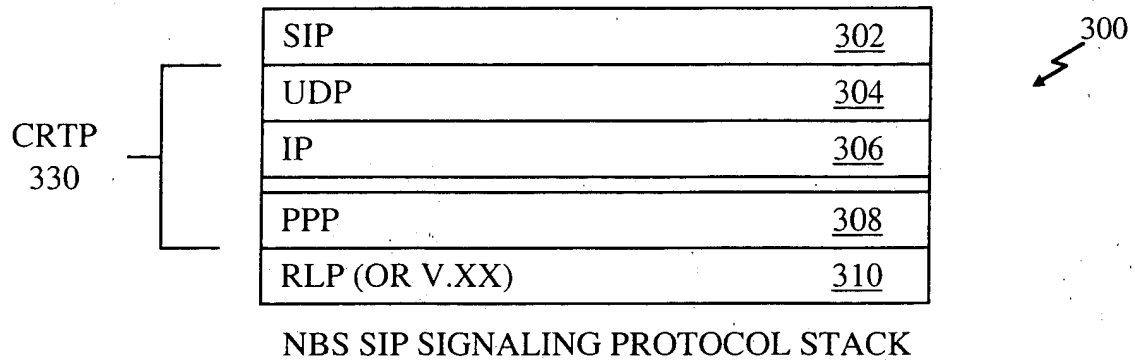 300
SIP 302
UDP 304
CRTP
330
IP 306
PPP 308
RLP (OR V.XX) 310
NBS SIP SIGNALING PROTOCOL STACK